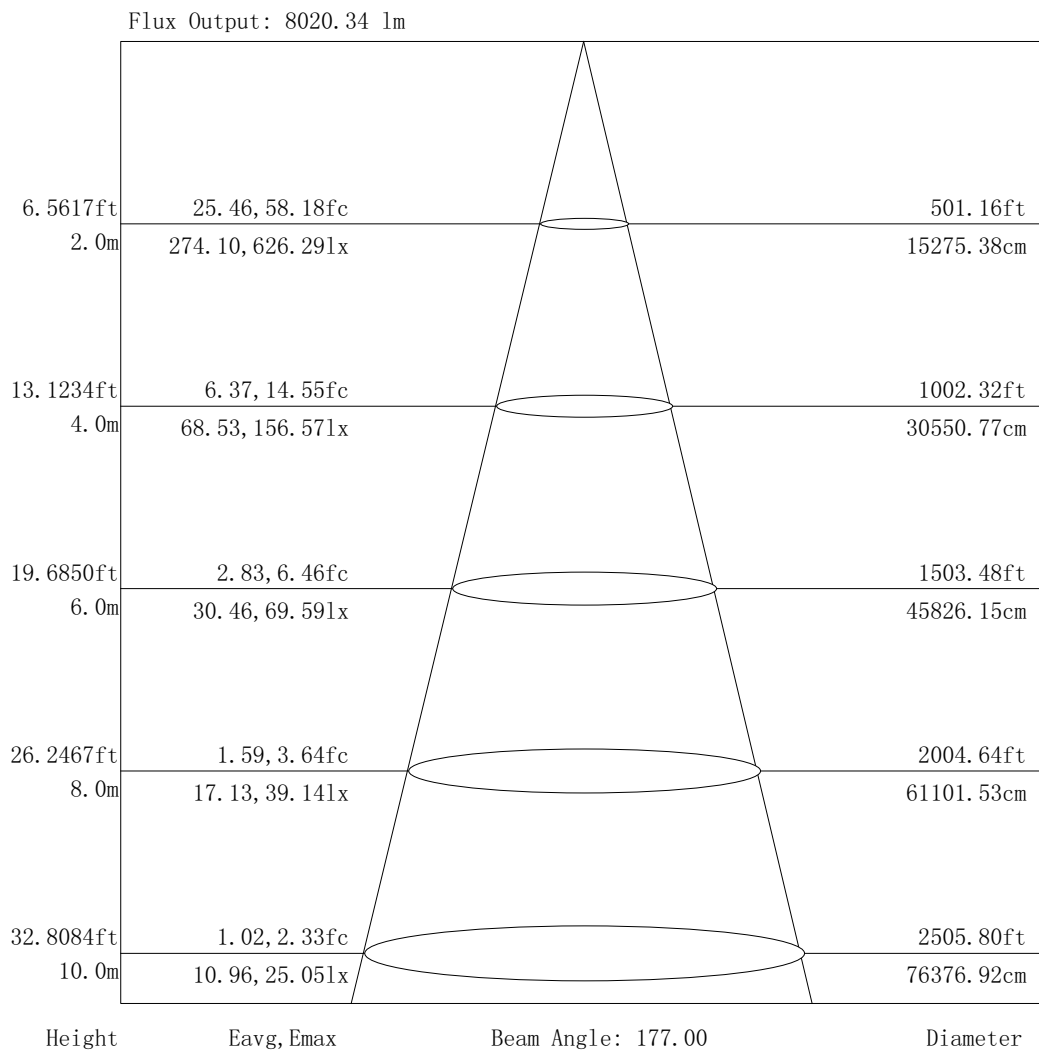 Flux Output: 8020.34 lm
6.5617ft 25.46,58.18fc 501.16ft
2.0m 274.10,626.29lx 15275.38cm
13.1234ft 6.37,14.55fc 1002.32ft
4.0m 68.53,156.57lx 30550.77cm
19.6850ft 2.83,6.46fc 1503.48ft
6.0m 30.46,69.59lx 45826.15cm
26.2467ft 1.59,3.64fc 2004.64ft
8.0m 17.13,39.14lx 61101.53cm
32.8084ft 1.02,2.33fc 2505.80ft
10.0m 10.96,25.05lx 76376.92cm
Height Eavg,Emax Beam Angle: 177.00 Diameter